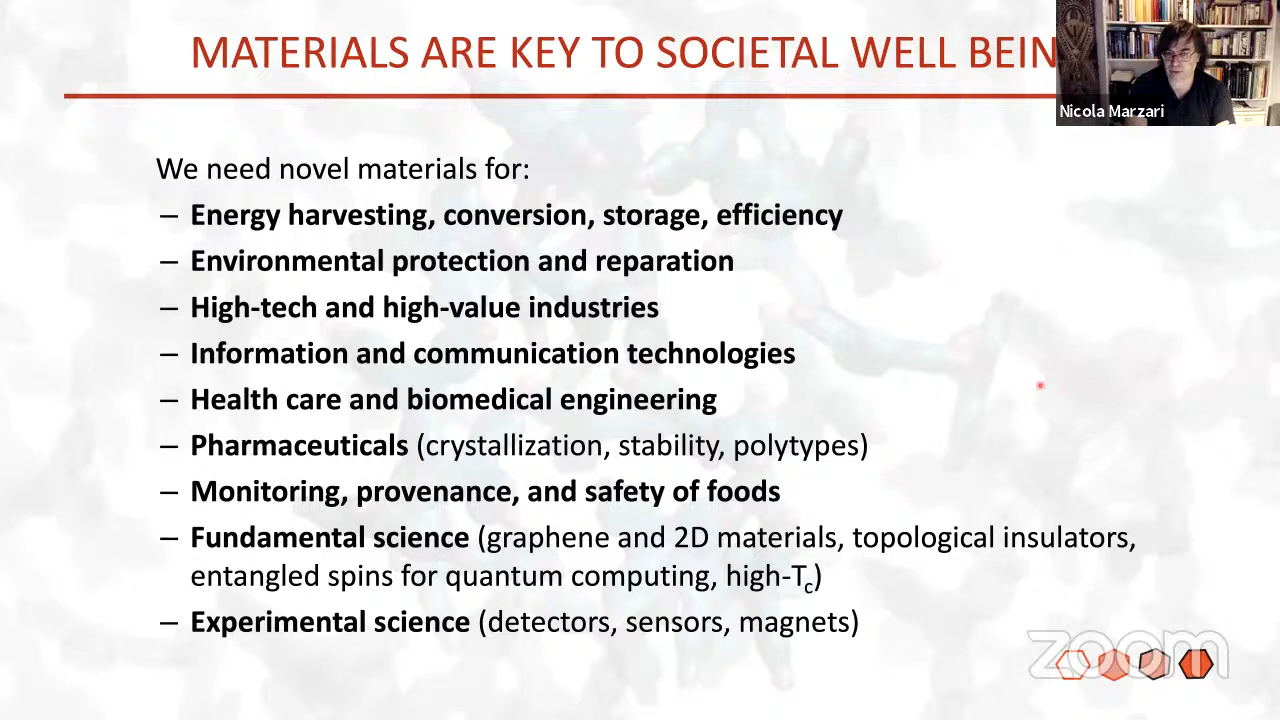 MATERIALS ARE KEY TO SOCIETAL WELL BEIN
Nicola Marzari
We need novel materials for:
– Energy harvesting, conversion, storage, efficiency
– Environmental protection and reparation
– High-tech and high-value industries
– Information and communication technologies
– Health care and biomedical engineering
– Pharmaceuticals (crystallization, stability, polytypes)
– Monitoring, provenance, and safety of foods
– Fundamental science (graphene and 2D materials, topological insulators,
entangled spins for quantum computing, high-Tc)
– Experimental science (detectors, sensors, magnets)
zoom